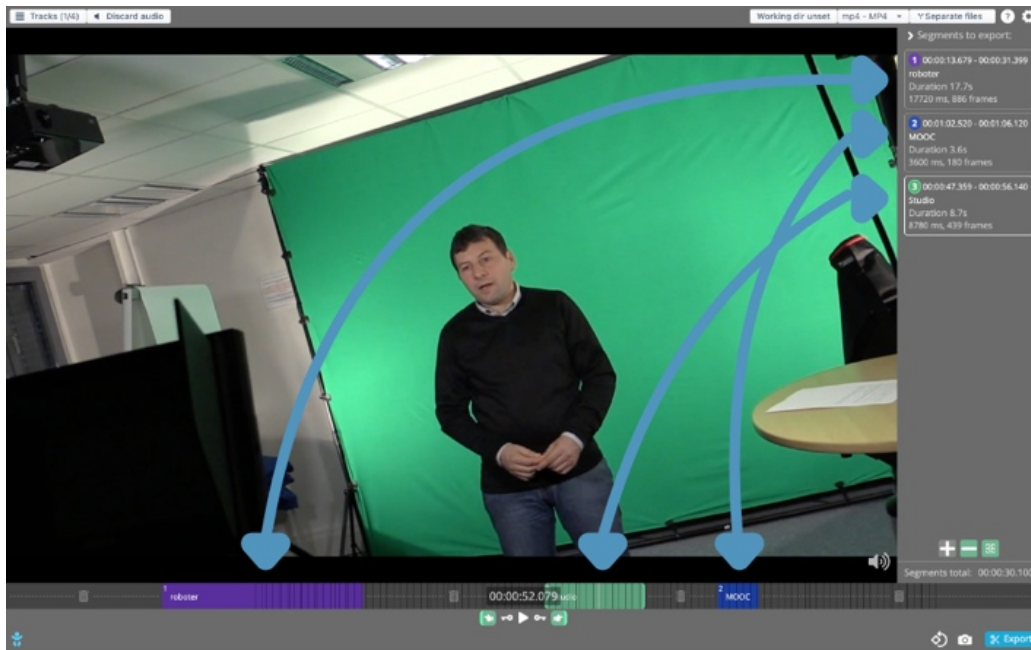 Tracks (1/4)
Discard audio
Working dir unset
mp4 - MP4
Separate files
?
Segments to export:
1 00:00:13.679 - 00:00:31.399
roboter
Duration 17.7s
17720 ms, 886 frames
2 00:01:02.520 - 00:01:06.120
MOOC
Duration 3.6s
3600 ms, 180 frames
3 00:00:47.359 - 00:00:56.140
Studio
Duration 8.7s
8780 ms, 439 frames
Segments total: 00:00:30.100
1
roboter
00:00:52.079
udio
2
MOOC
Export